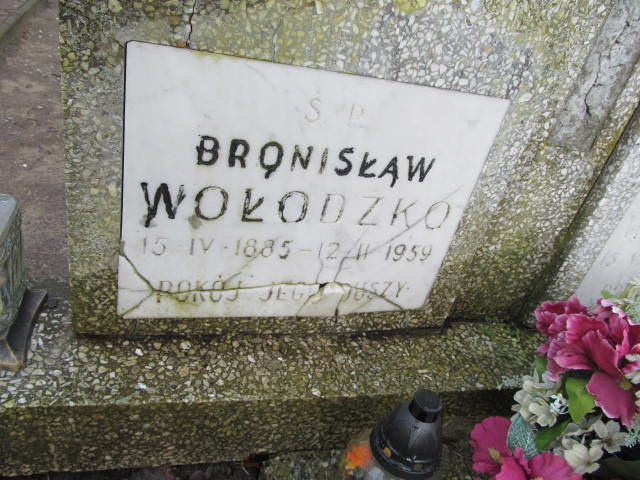 Ś P
BRONISŁAW
WOŁODZKO
15 IV 1885 - 12 II 1959
POKÓJ JEGO DUSZY